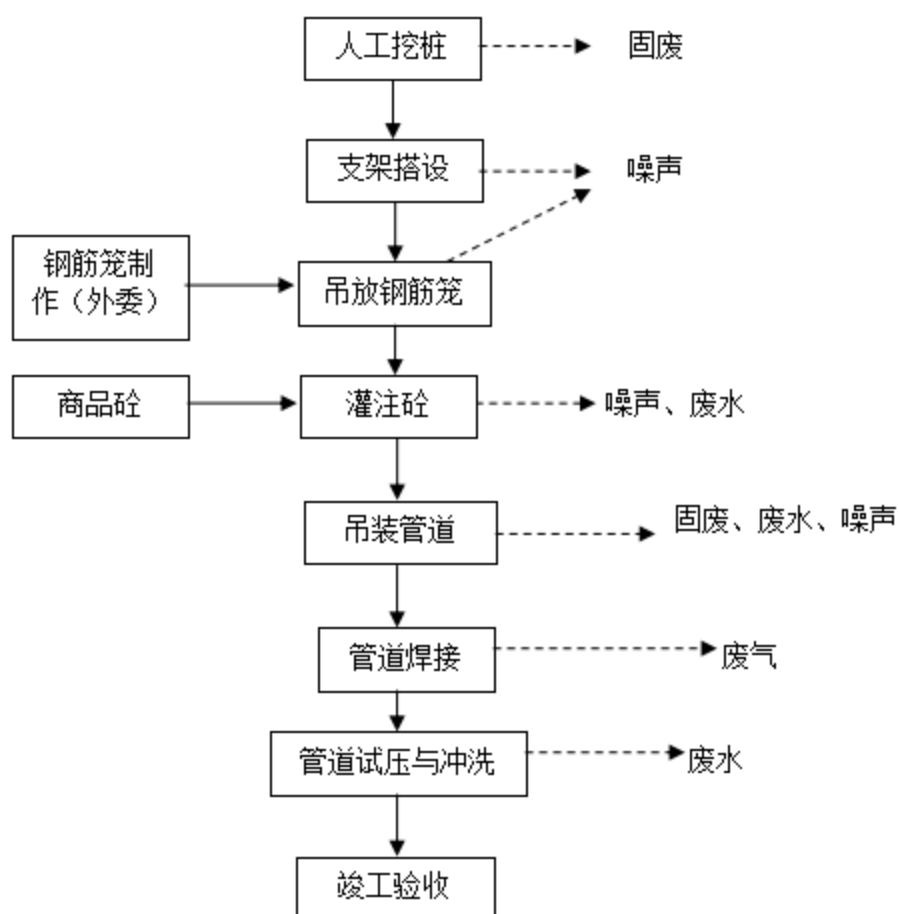 人工挖桩
固废
支架搭设
噪声
钢筋笼制
作（外委）
吊放钢筋笼
商品砼
灌注砼
噪声、废水
吊装管道
固废、废水、噪声
管道焊接
废气
管道试压与冲洗
废水
竣工验收